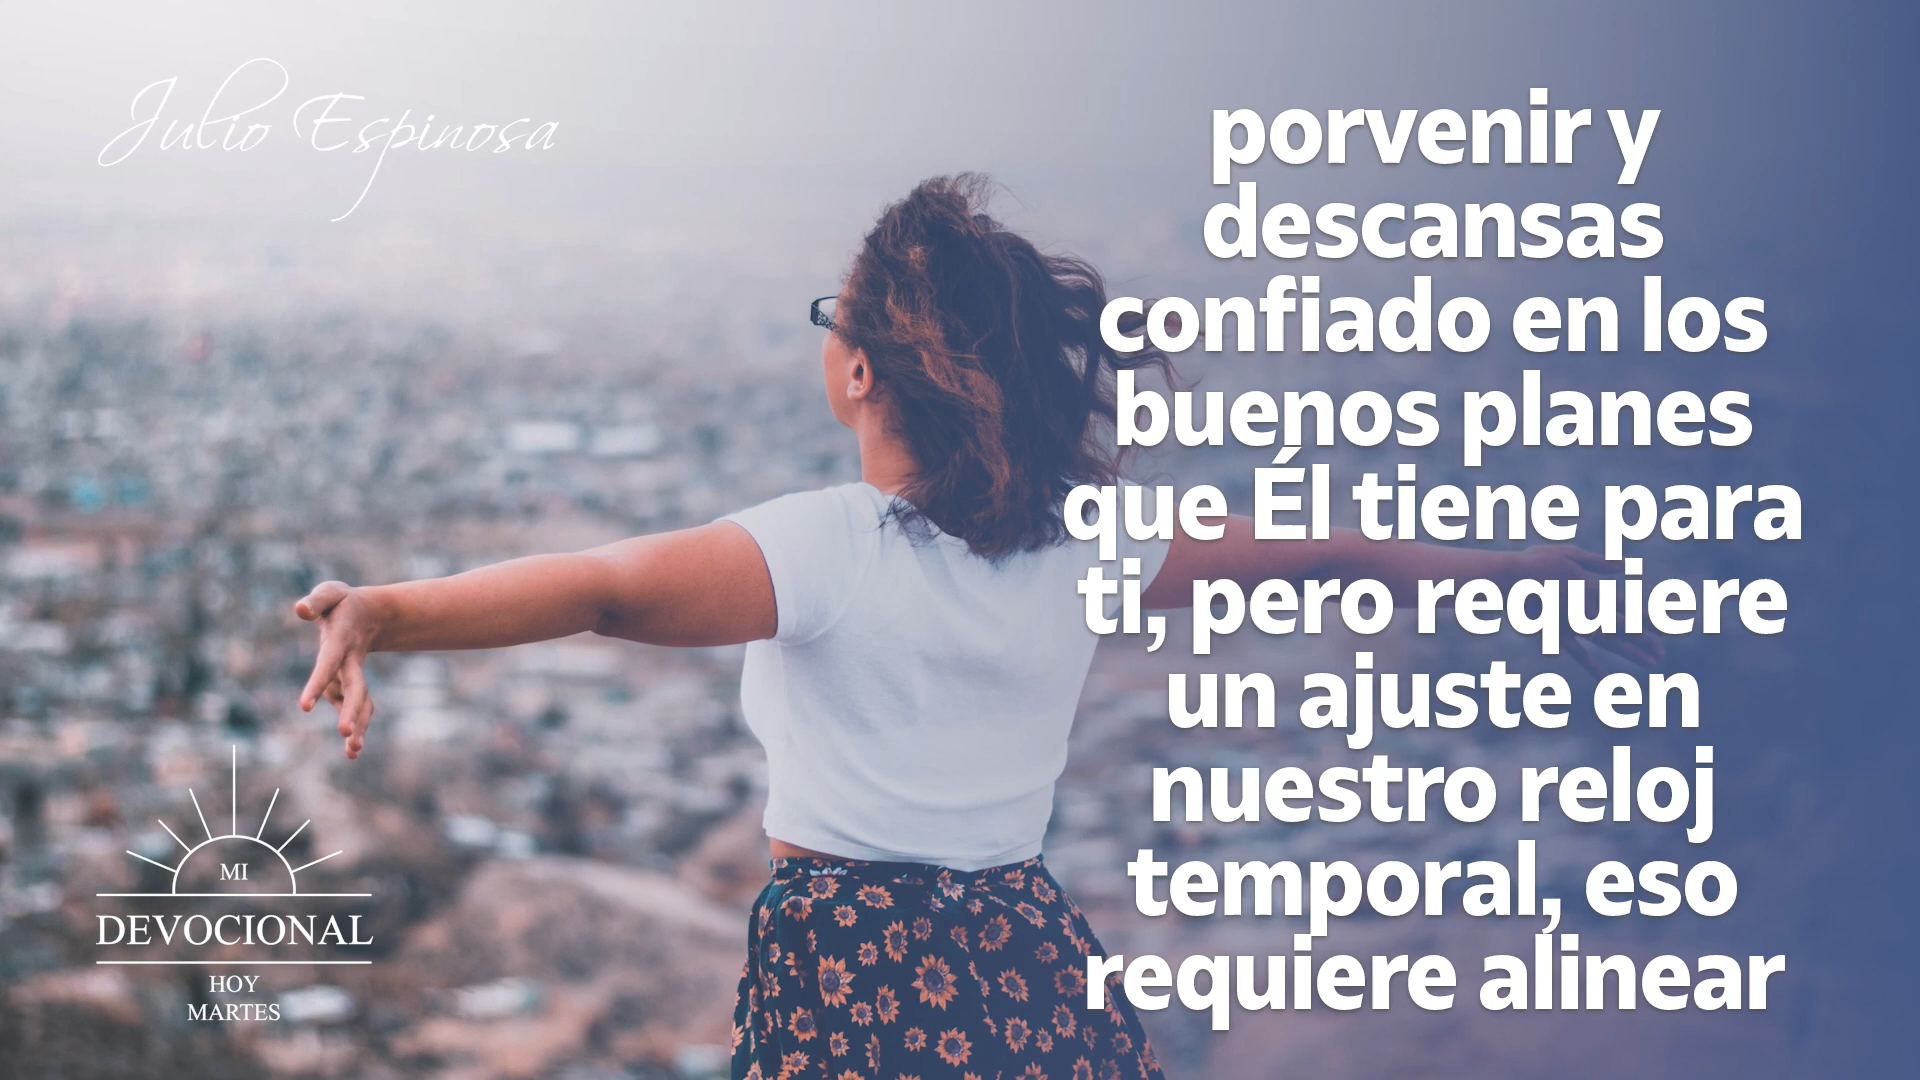 Julio Espinosa
porvenir y
descansas
confiado en los
buenos planes
que Él tiene para
ti, pero requiere
un ajuste en
nuestro reloj
temporal, eso
requiere alinear
MI
DEVOCIONAL
HOY
MARTES